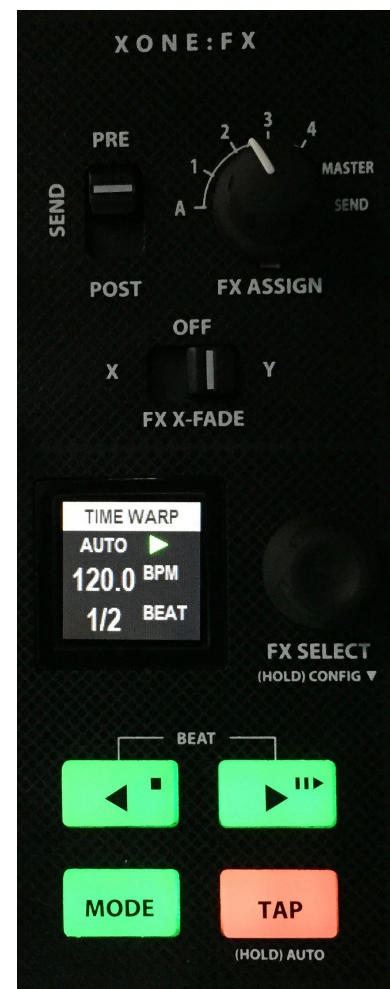 XONE:FX
PRE
SEND
POST
A 1 2 3 4
MASTER
SEND
FX ASSIGN
OFF
X Y
FX X-FADE
TIME WARP
AUTO
120.0 BPM
1/2 BEAT
FX SELECT
(HOLD) CONFIG ▼
BEAT
MODE
TAP
(HOLD) AUTO